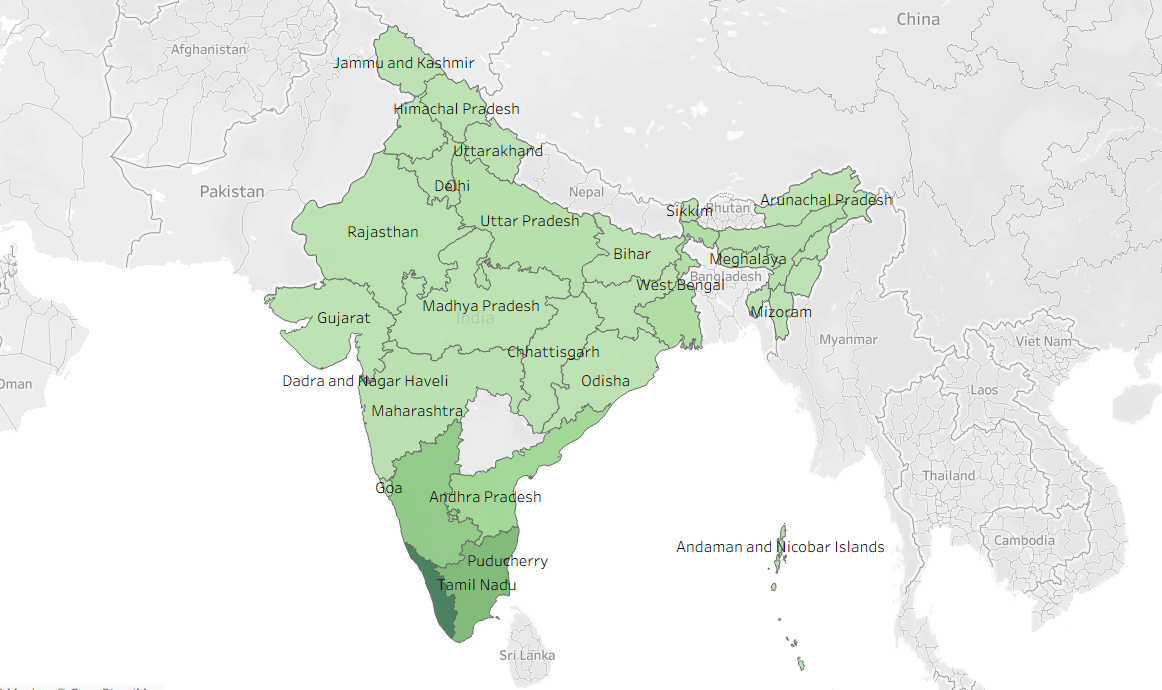 China
Afghanistan
Jammu and Kashmir
Himachal Pradesh
Uttarakhand
Delhi
Pakistan
Nepal
Arunachal Pradesh
Sikkim
Bhutan
Uttar Pradesh
Rajasthan
Bihar
Meghalaya
Bangladesh
West Bengal
Madhya Pradesh
India
Mizoram
Gujarat
Myanmar
Viet Nam
Chhattisgarh
Dadra and Nagar Haveli
Odisha
Oman
Laos
Maharashtra
Thailand
Goa
Andhra Pradesh
Cambodia
Andaman and Nicobar Islands
Puducherry
Tamil Nadu
Sri Lanka